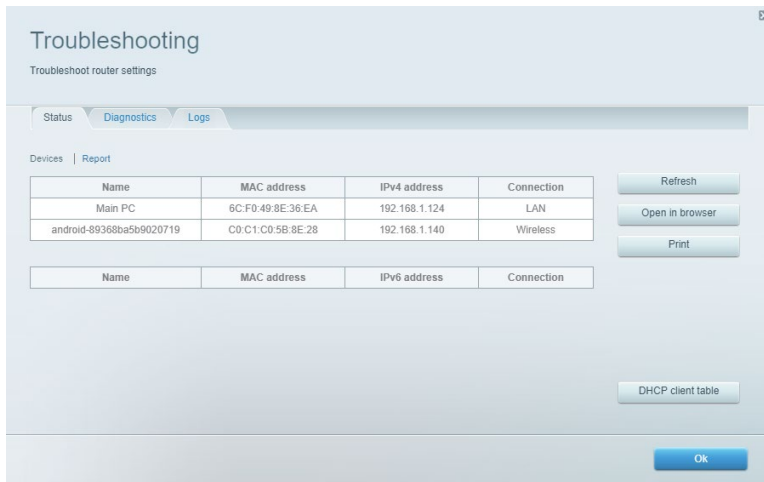 Troubleshooting
Troubleshoot router settings
Status Diagnostics Logs
Devices | Report
Name MAC address IPv4 address Connection
Main PC 6C:F0:49:8E:36:EA 192.168.1.124 LAN
android-89368ba5b9020719 C0:C1:C0:5B:8E:28 192.168.1.140 Wireless
Name MAC address IPv6 address Connection
Refresh
Open in browser
Print
DHCP client table
Ok